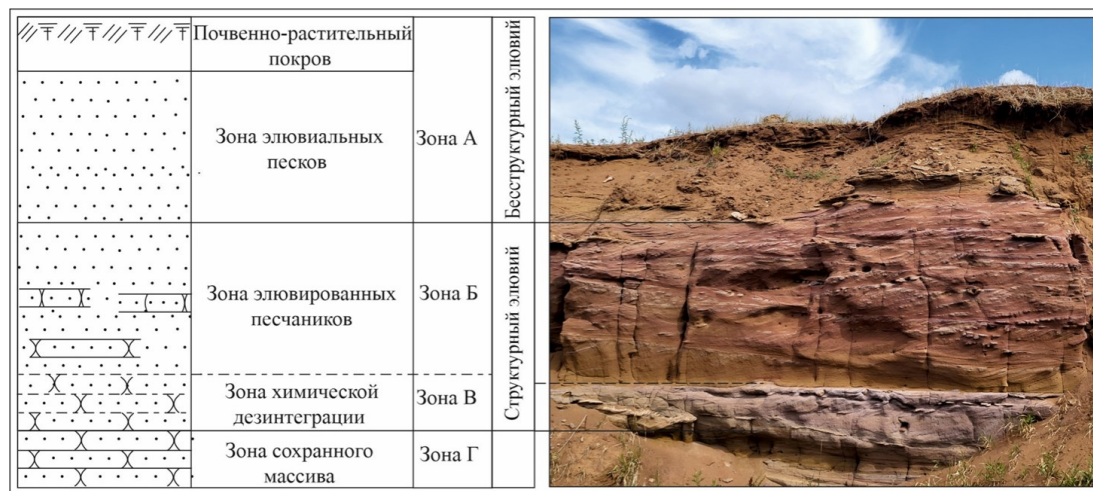 Почвенно-растительный
покров
Зона элювиальных
песков
Зона А
Бесструктурный элювий
Зона элювированных
песчаников
Зона Б
Зона химической
дезинтеграции
Зона В
Структурный элювий
Зона сохранного
массива
Зона Г